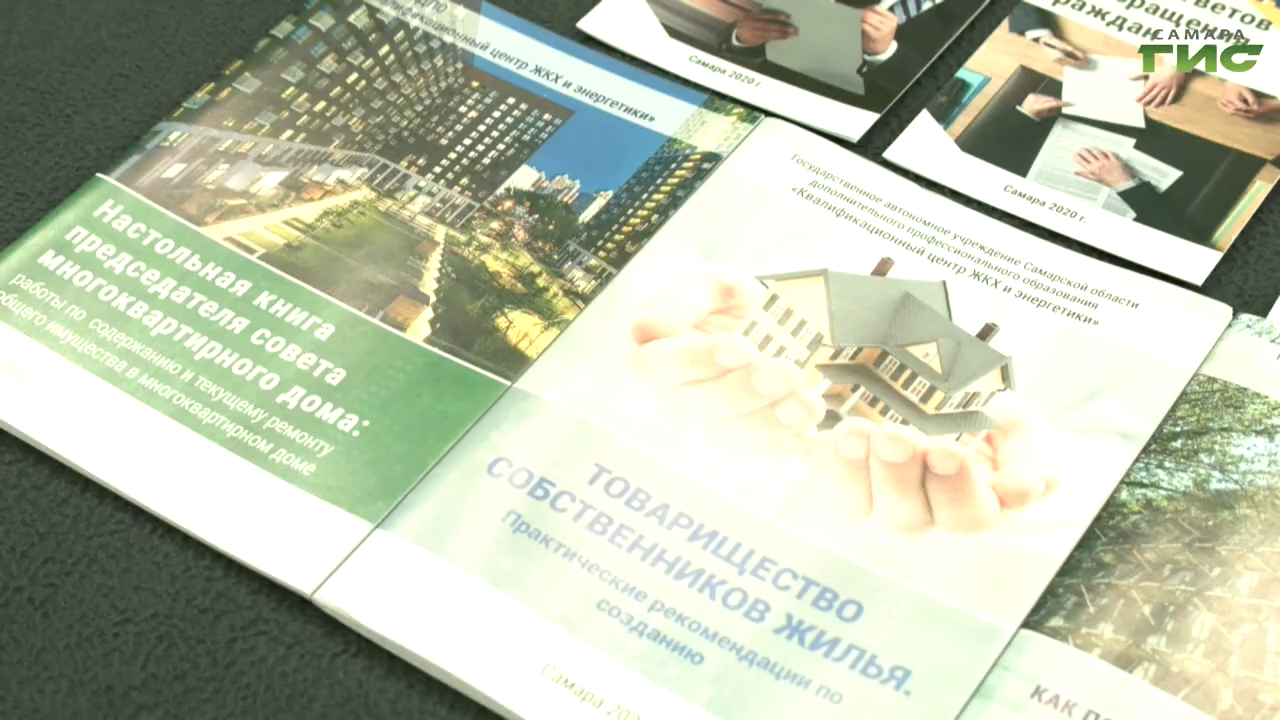 центр ЖКХ и энергетики»
Настольная книга
председателя совета
многоквартирного дома:
работы по содержанию и текущему ремонту
общего имущества в многоквартирном доме
Самара 2020 г.
ответов
САМАРА
ГИС
Самара 2020 г.
Государственное автономное учреждение Самарской области
дополнительного профессионального образования
«Квалификационный центр ЖКХ и энергетики»
ТОВАРИЩЕСТВО
СОБСТВЕННИКОВ ЖИЛЬЯ.
Практические рекомендации по
созданию
Самара
КАК